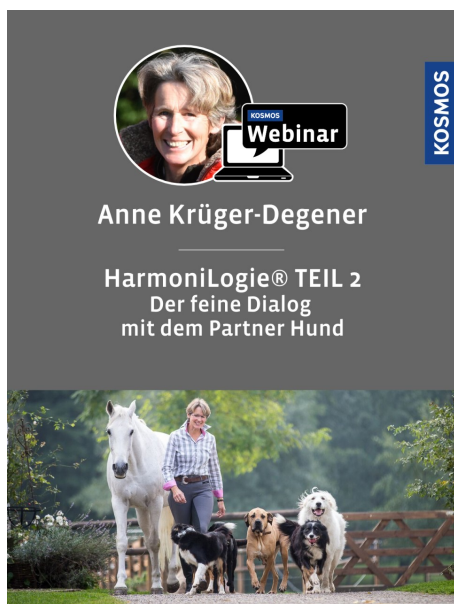 KOSMOS
Webinar
KOSMOS
Anne Krüger-Degener
HarmoniLogie® TEIL 2
Der feine Dialog
mit dem Partner Hund